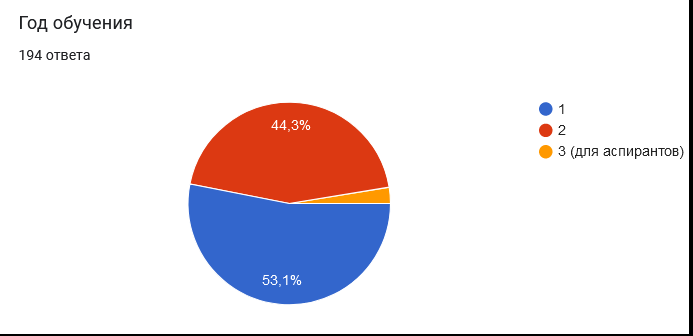 Год обучения
194 ответа
1
2
3 (для аспирантов)
44,3%
53,1%